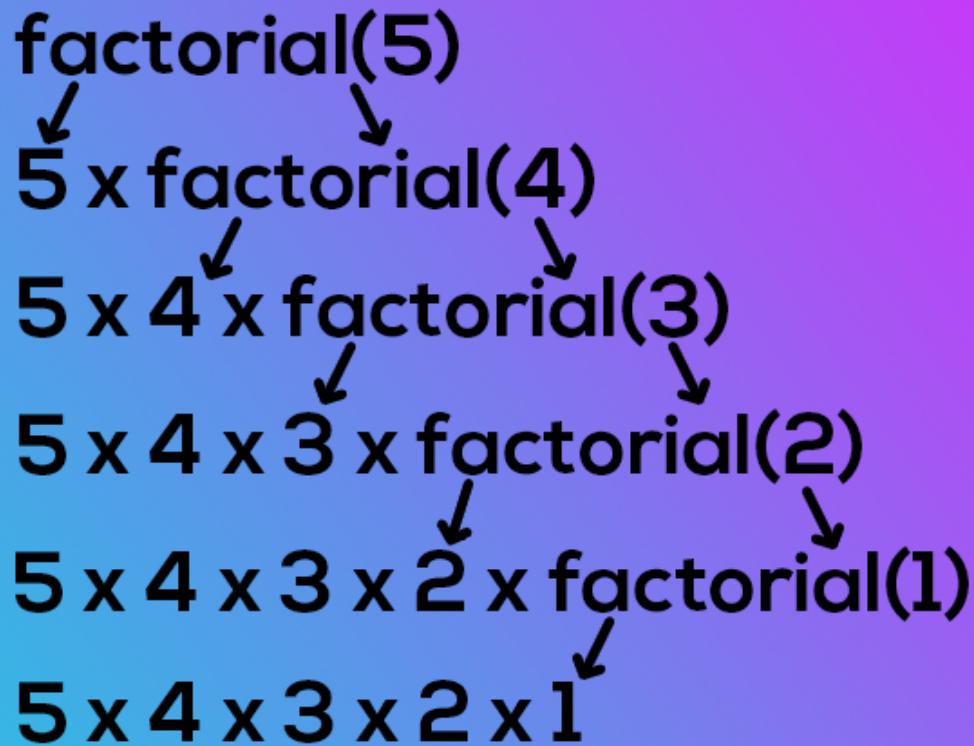 factorial(5)
5 x factorial(4)
5 x 4 x factorial(3)
5 x 4 x 3 x factorial(2)
5 x 4 x 3 x 2 x factorial(1)
5 x 4 x 3 x 2 x 1